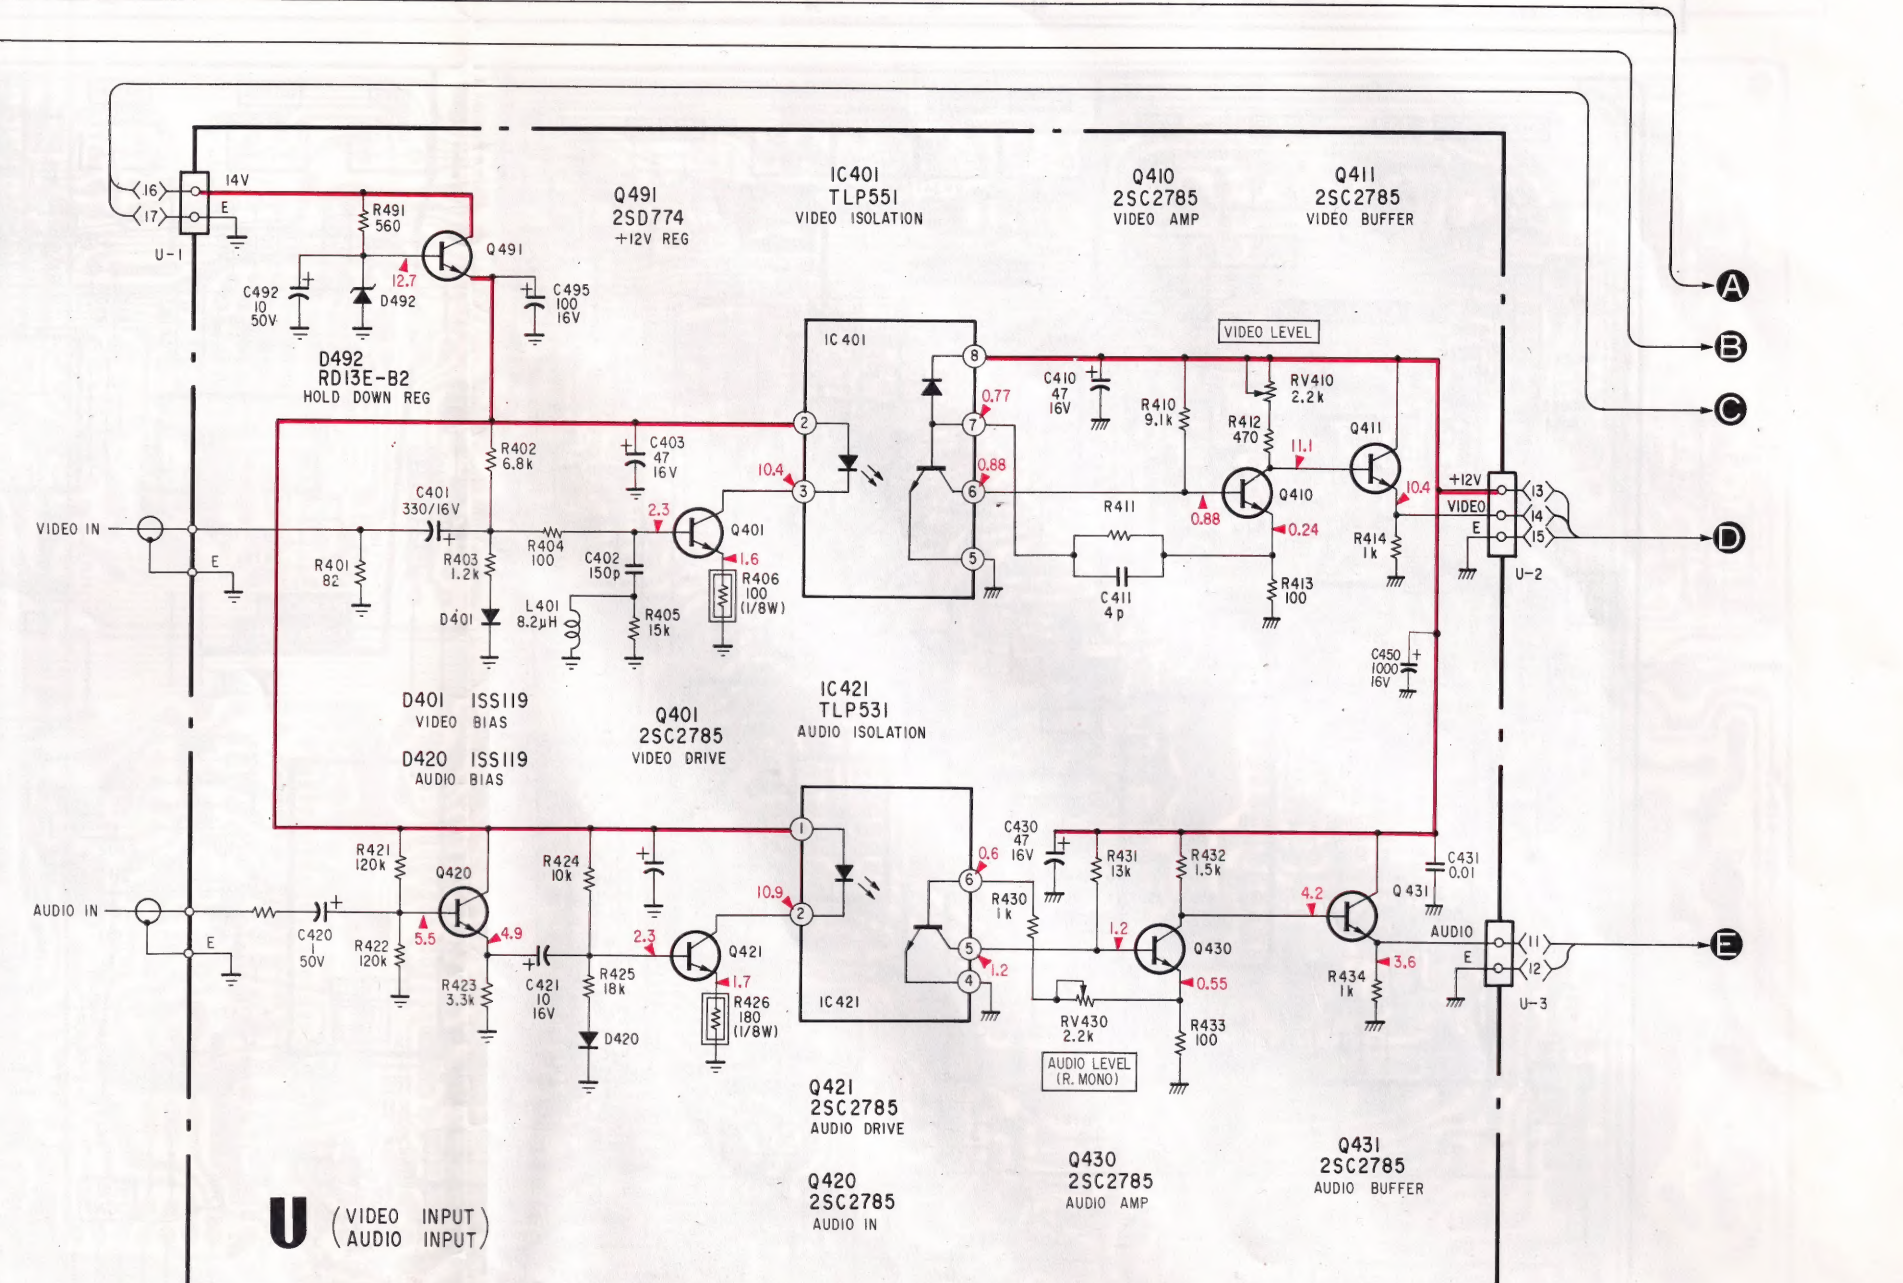 16
17
14V
E
U-1
R491
560
Q491
12.7
C492
10
50V
D492
C495
100
16V
Q491
2SD774
+12V REG
IC401
TLP551
VIDEO ISOLATION
Q410
2SC2785
VIDEO AMP
Q411
2SC2785
VIDEO BUFFER
A
B
C
D492
RD13E-B2
HOLD DOWN REG
IC401
8
7
6
5
2
3
0.77
0.88
10.4
VIDEO LEVEL
C410
47
16V
R410
9.1k
RV410
2.2k
R412
470
11.1
Q411
Q410
0.88
0.24
10.4
R411
C411
4p
R413
100
R414
1k
+12V
VIDEO
E
13
14
15
U-2
D
R402
6.8k
C403
47
16V
C401
330/16V
VIDEO IN
E
R401
82
R403
1.2k
R404
100
C402
150p
2.3
Q401
1.6
R406
100
(1/8W)
D401
L401
8.2µH
R405
15k
C450
1000
16V
D401 ISS119
VIDEO BIAS
D420 ISS119
AUDIO BIAS
Q401
2SC2785
VIDEO DRIVE
IC421
TLP531
AUDIO ISOLATION
R421
120k
Q420
R424
10k
1
2
10.9
6
5
4
0.6
1.2
IC421
AUDIO IN
E
C420
1
50V
5.5
4.9
R422
120k
R423
3.3k
C421
10
16V
R425
18k
D420
2.3
Q421
1.7
R426
180
(1/8W)
C430
47
16V
R430
1k
R431
13k
R432
1.5k
1.2
Q430
0.55
RV430
2.2k
AUDIO LEVEL
(R. MONO)
R433
100
4.2
Q431
C431
0.01
3.6
R434
1k
AUDIO
E
11
12
U-3
E
Q421
2SC2785
AUDIO DRIVE
Q420
2SC2785
AUDIO IN
Q430
2SC2785
AUDIO AMP
Q431
2SC2785
AUDIO BUFFER
U
(VIDEO INPUT)
(AUDIO INPUT)